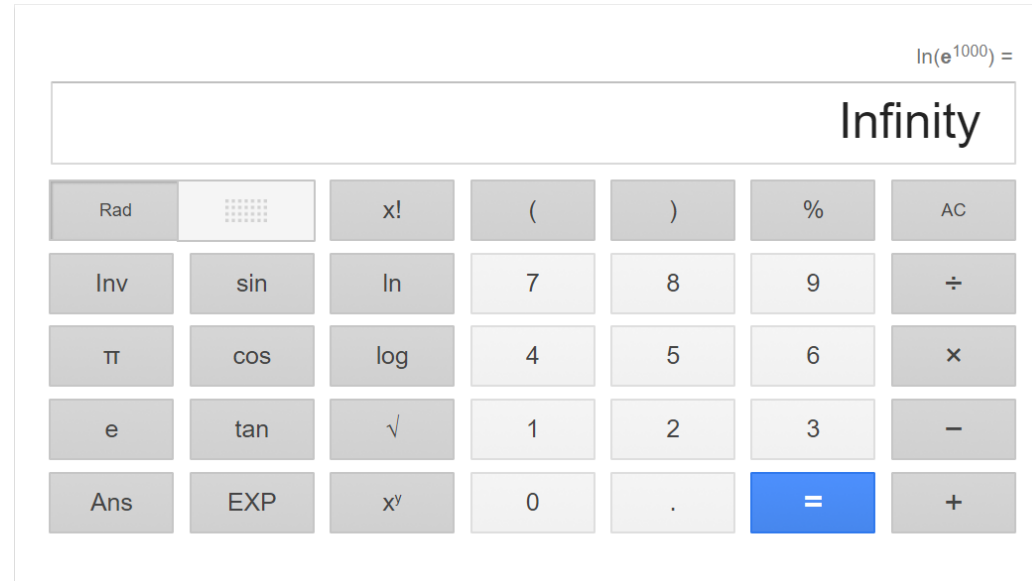 ln(e¹⁰⁰⁰) =
Infinity
Rad x! ( ) % AC
Inv sin ln 7 8 9 ÷
π cos log 4 5 6 ×
e tan √ 1 2 3 −
Ans EXP xʸ 0 . = +